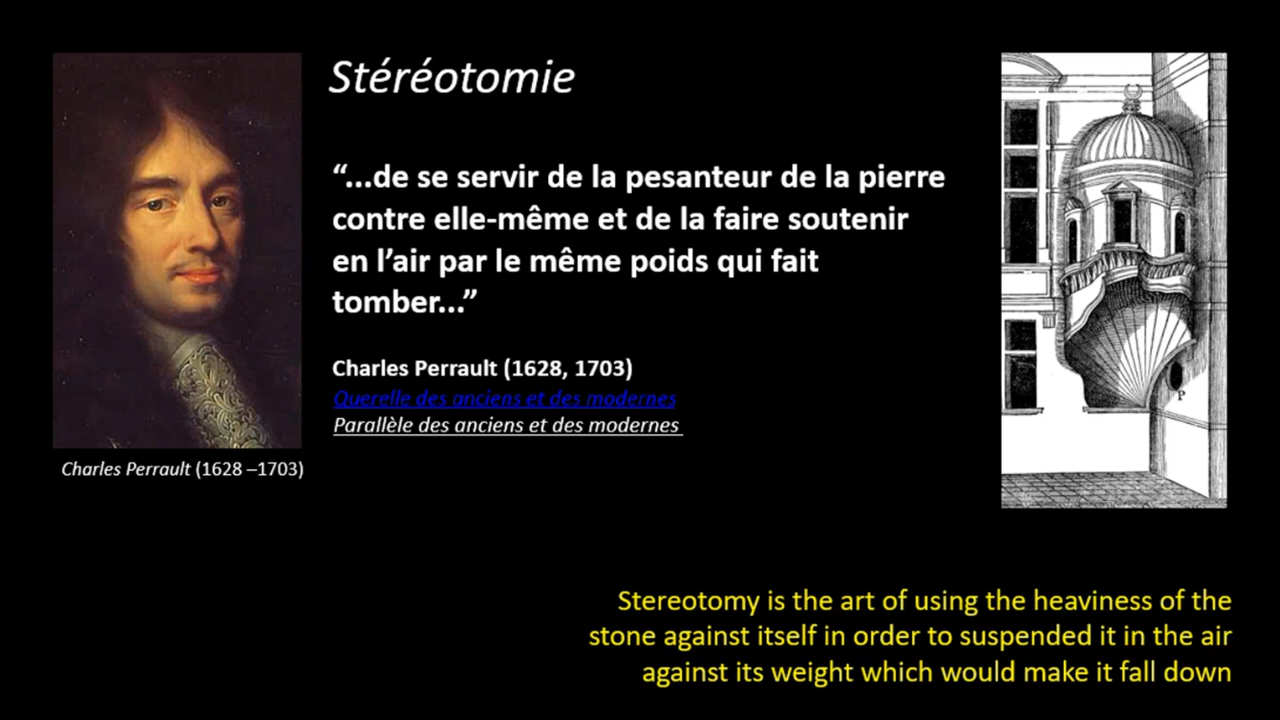 Stéréotomie
“...de se servir de la pesanteur de la pierre
contre elle-même et de la faire soutenir
en l’air par le même poids qui fait
tomber...”
Charles Perrault (1628, 1703)
Querelle des anciens et des modernes
Parallèle des anciens et des modernes
Charles Perrault (1628 –1703)
P
Stereotomy is the art of using the heaviness of the
stone against itself in order to suspended it in the air
against its weight which would make it fall down